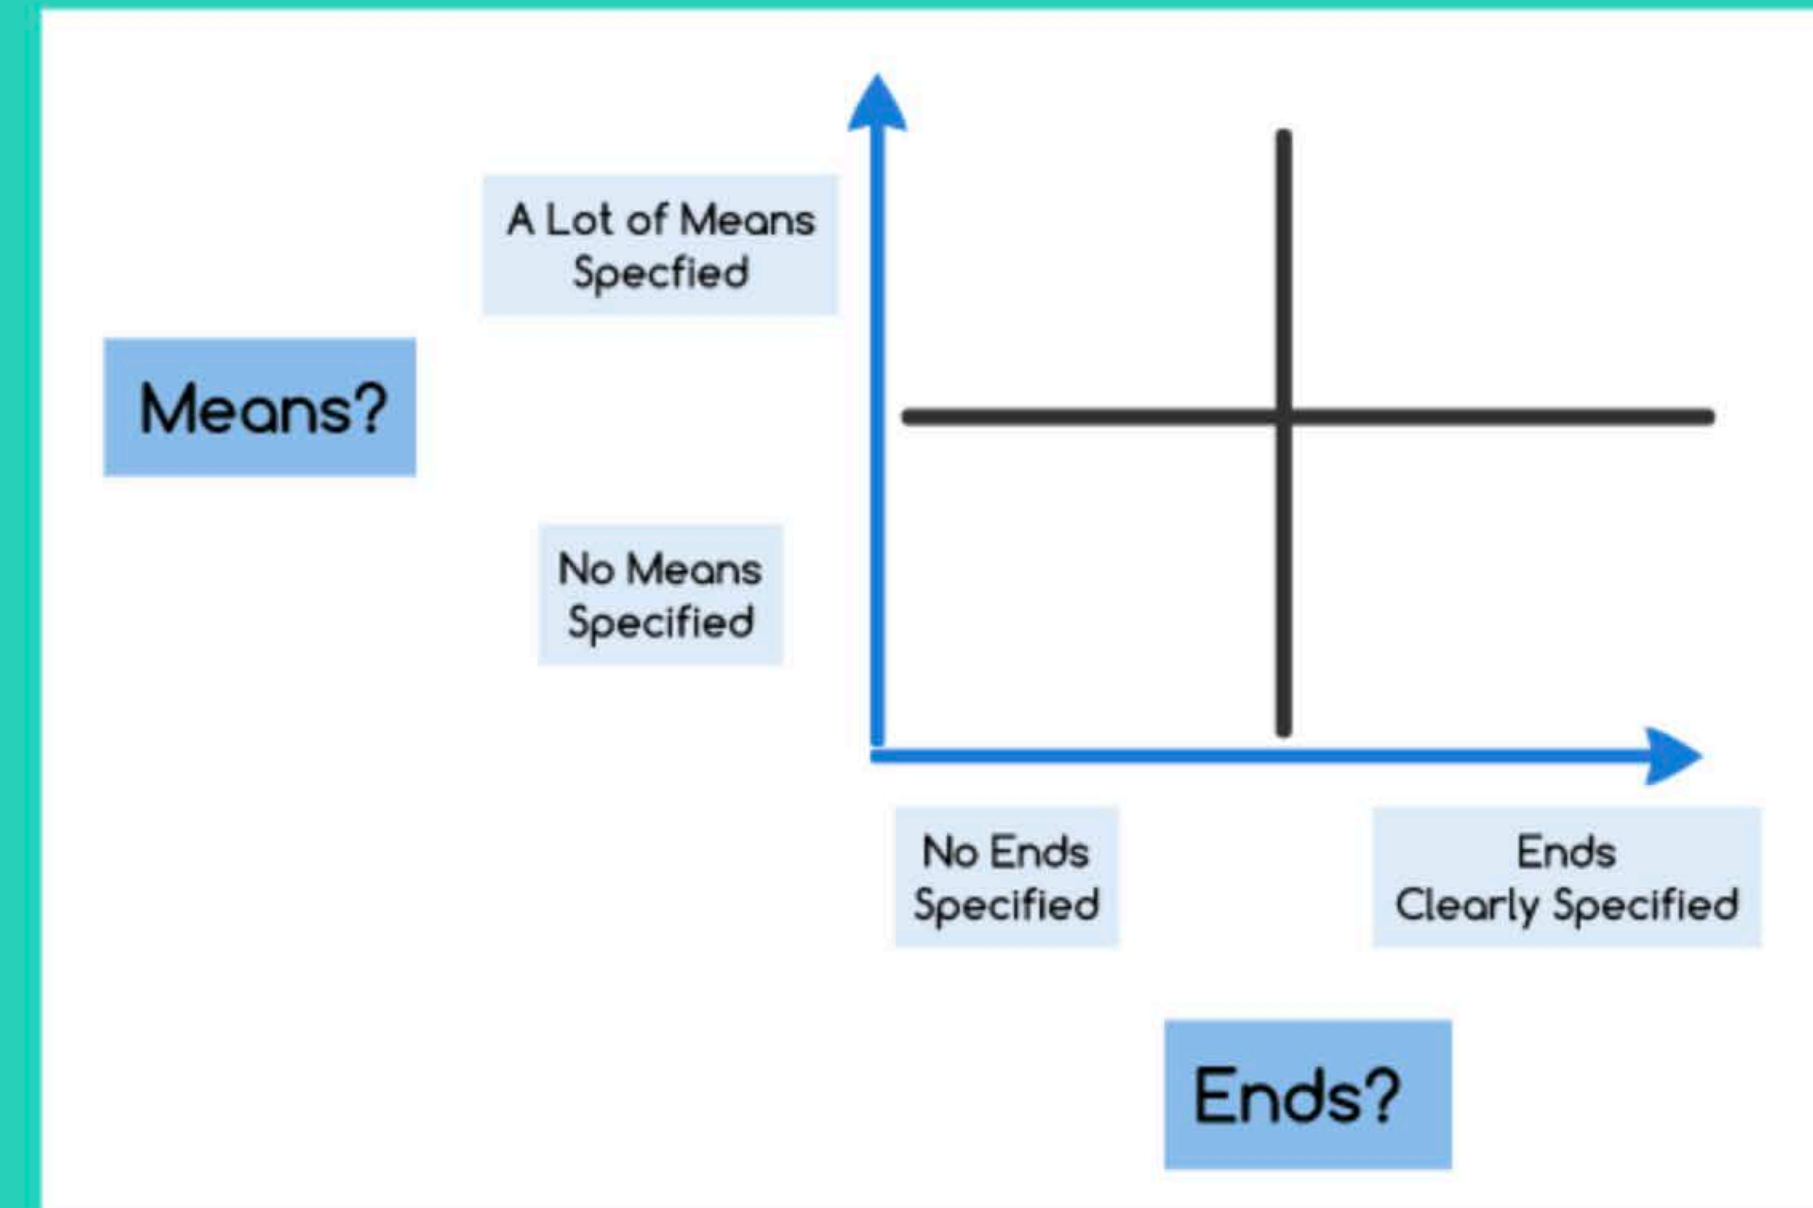 A Lot of Means
Specfied
Means?
No Means
Specified
No Ends
Specified
Ends
Clearly Specified
Ends?